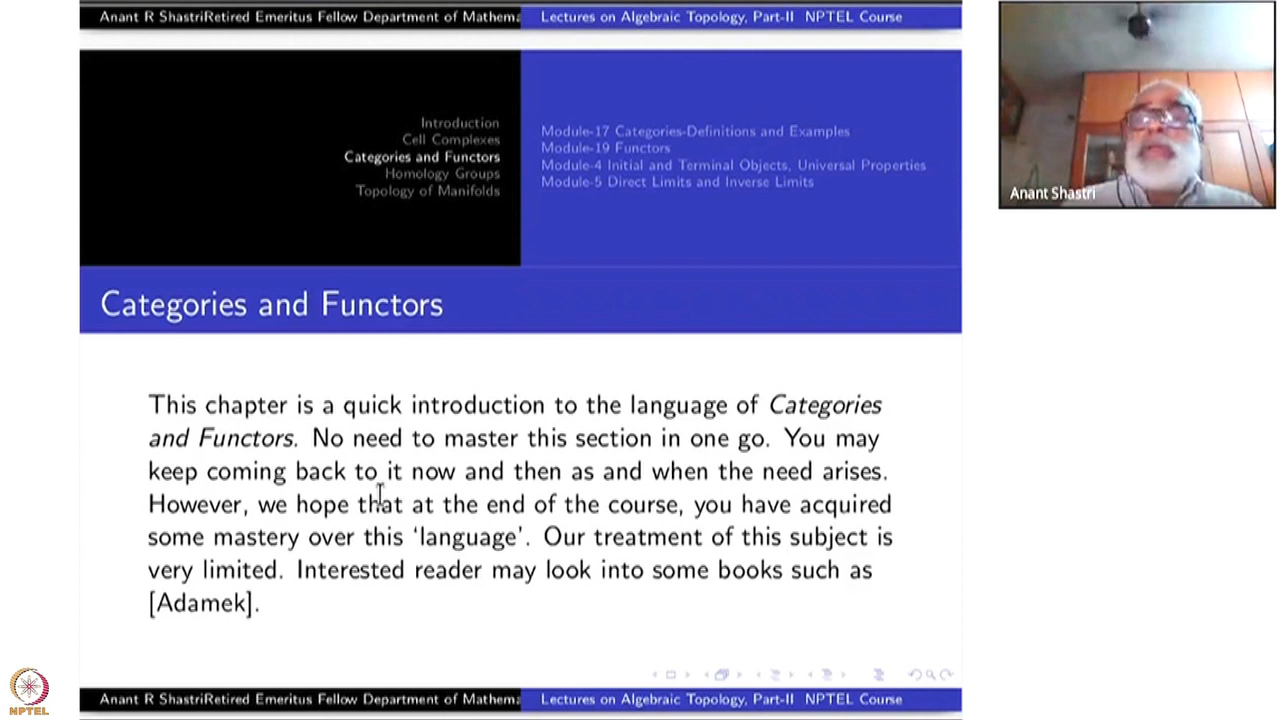 Anant R ShastriRetired Emeritus Fellow Department of Mathema
Lectures on Algebraic Topology, Part-II NPTEL Course
Introduction
Cell Complexes
Categories and Functors
Homology Groups
Topology of Manifolds
Module-17 Categories-Definitions and Examples
Module-19 Functors
Module-4 Initial and Terminal Objects, Universal Properties
Module-5 Direct Limits and Inverse Limits
Categories and Functors
This chapter is a quick introduction to the language of Categories
and Functors. No need to master this section in one go. You may
keep coming back to it now and then as and when the need arises.
However, we hope that at the end of the course, you have acquired
some mastery over this ‘language’. Our treatment of this subject is
very limited. Interested reader may look into some books such as
[Adamek].
Anant R ShastriRetired Emeritus Fellow Department of Mathema
Lectures on Algebraic Topology, Part-II NPTEL Course
Anant Shastri
NPTEL